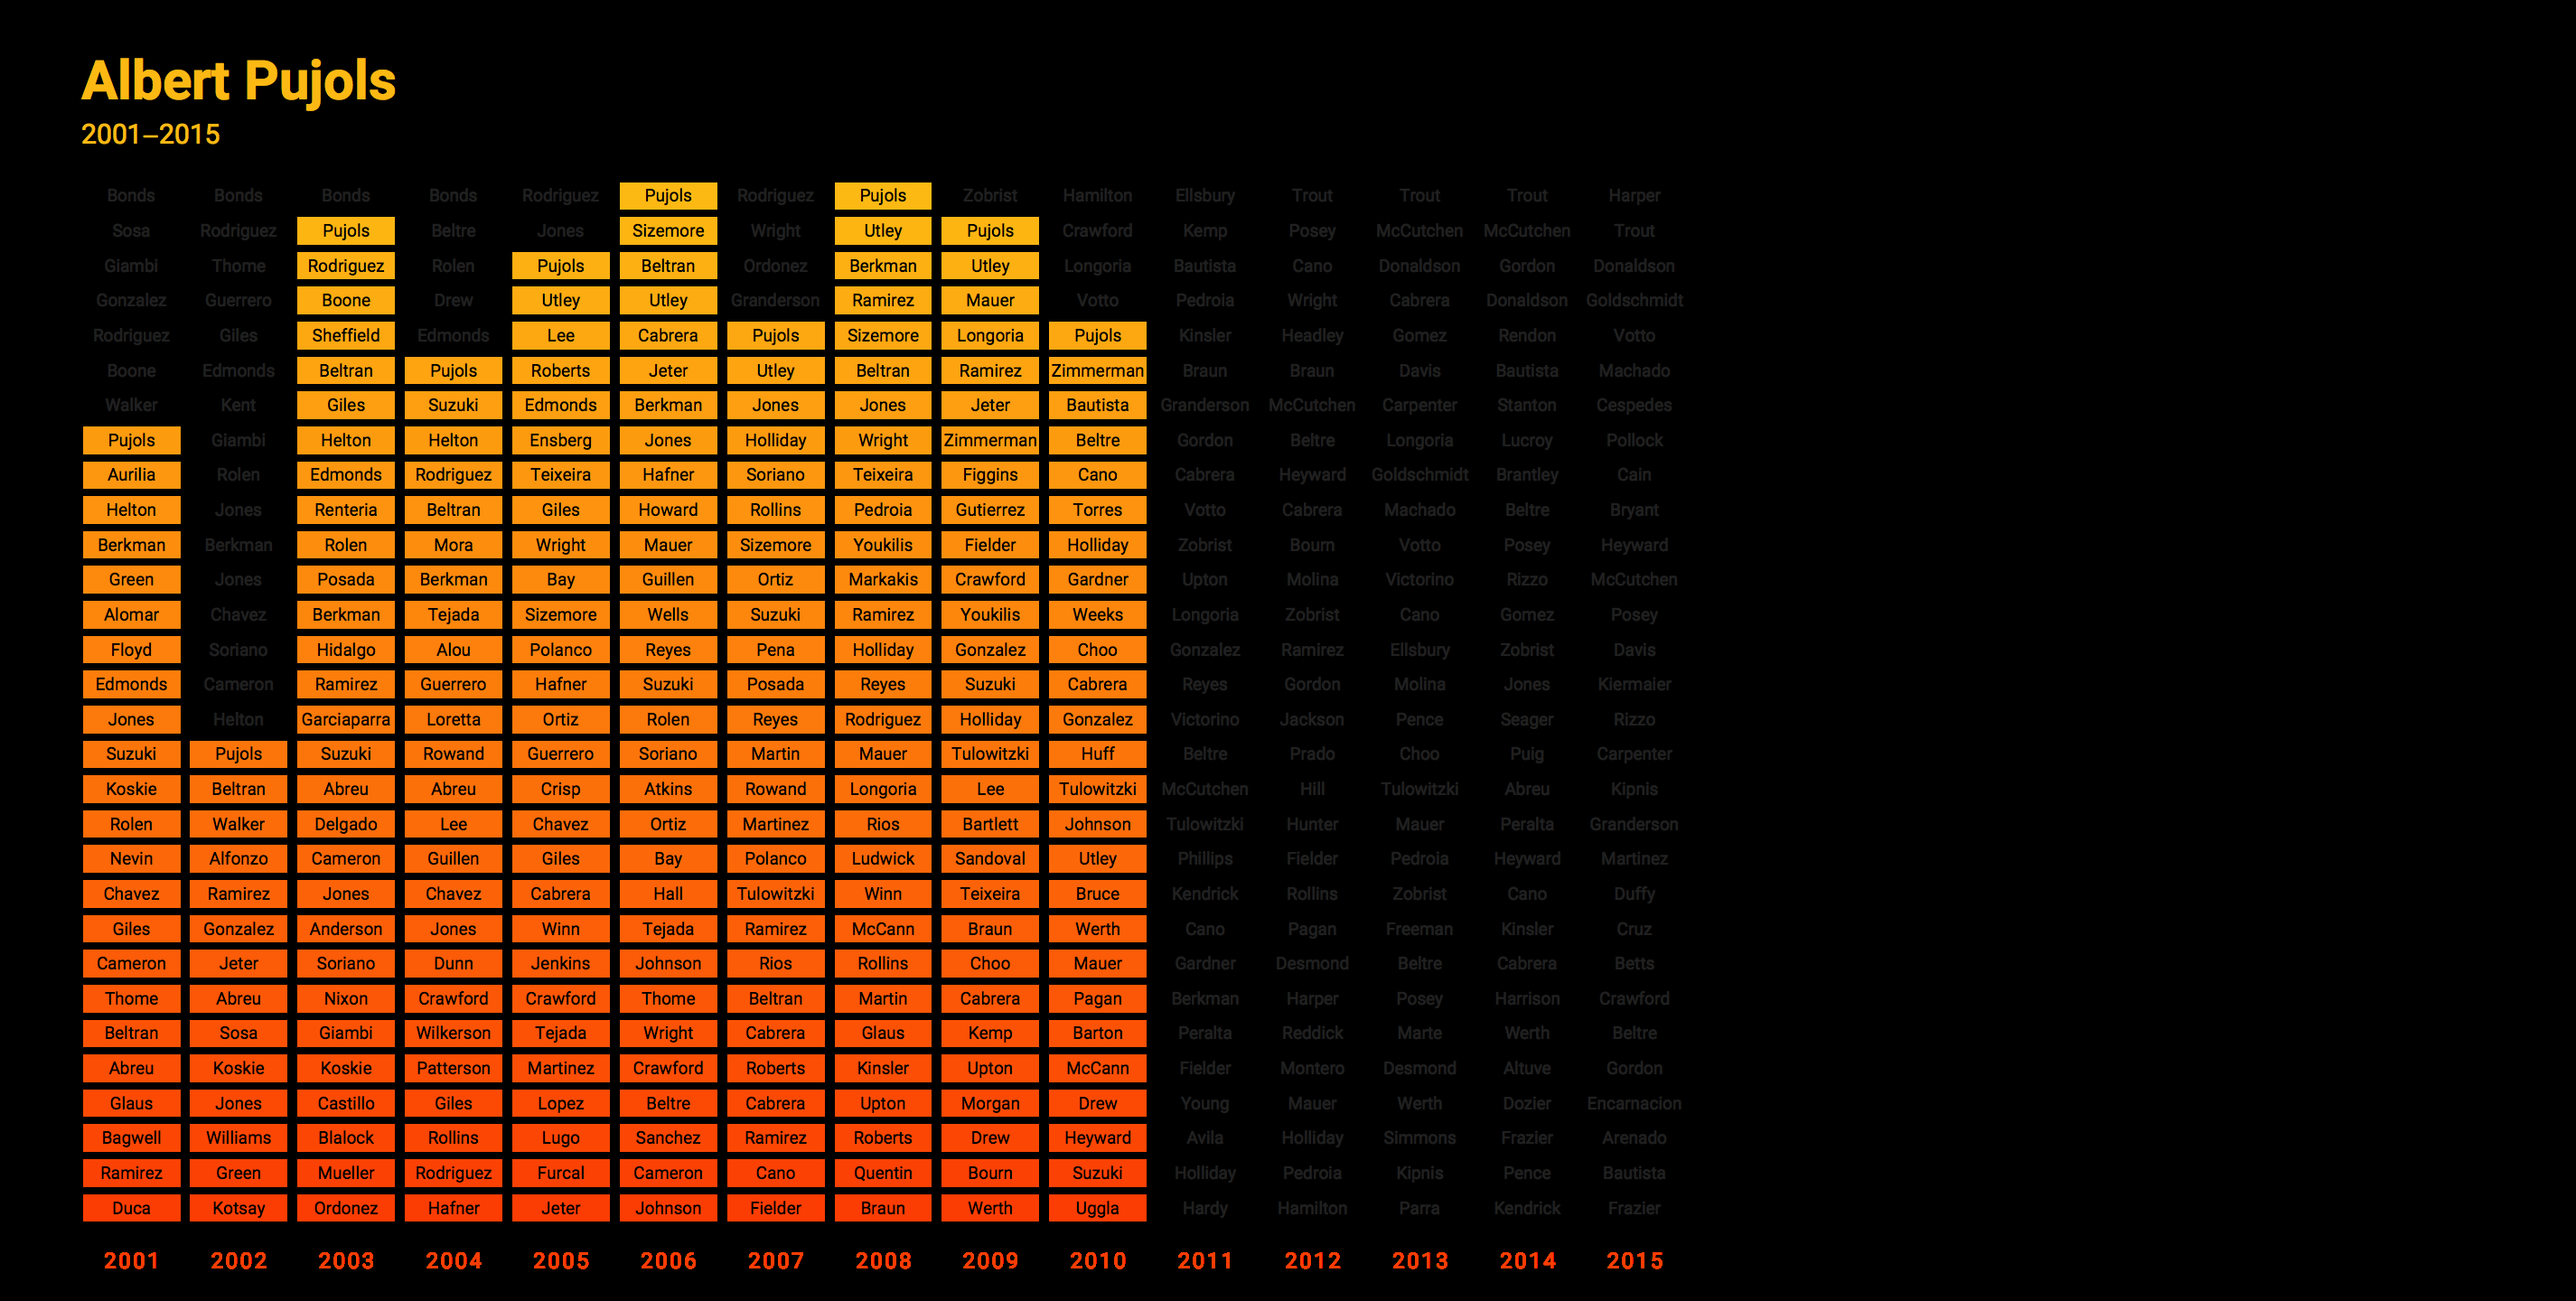 Albert Pujols
2001–2015
Bonds Bonds Bonds Bonds Rodriguez Pujols Rodriguez Pujols Zobrist Hamilton Ellsbury Trout Trout Trout Harper
Sosa Rodriguez Pujols Beltre Jones Sizemore Wright Utley Pujols Crawford Kemp Posey McCutchen McCutchen Trout
Giambi Thome Rodriguez Rolen Pujols Beltran Ordonez Berkman Utley Longoria Bautista Cano Donaldson Gordon Donaldson
Gonzalez Guerrero Boone Drew Utley Utley Granderson Ramirez Mauer Votto Pedroia Wright Cabrera Donaldson Goldschmidt
Rodriguez Giles Sheffield Edmonds Lee Cabrera Pujols Sizemore Longoria Pujols Kinsler Headley Gomez Rendon Votto
Boone Edmonds Beltran Pujols Roberts Jeter Utley Beltran Ramirez Zimmerman Braun Braun Davis Bautista Machado
Walker Kent Giles Suzuki Edmonds Berkman Jones Jones Jeter Bautista Granderson McCutchen Carpenter Stanton Cespedes
Pujols Giambi Helton Helton Ensberg Jones Holliday Wright Zimmerman Beltre Gordon Beltre Longoria Lucroy Pollock
Aurilia Rolen Edmonds Rodriguez Teixeira Hafner Soriano Teixeira Figgins Cano Cabrera Heyward Goldschmidt Brantley Cain
Helton Jones Renteria Beltran Giles Howard Rollins Pedroia Gutierrez Torres Votto Cabrera Machado Beltre Bryant
Berkman Berkman Rolen Mora Wright Mauer Sizemore Youkilis Fielder Holliday Zobrist Bourn Votto Posey Heyward
Green Jones Posada Berkman Bay Guillen Ortiz Markakis Crawford Gardner Upton Molina Victorino Rizzo McCutchen
Alomar Chavez Berkman Tejada Sizemore Wells Suzuki Ramirez Youkilis Weeks Longoria Zobrist Cano Gomez Posey
Floyd Soriano Hidalgo Alou Polanco Reyes Pena Holliday Gonzalez Choo Gonzalez Ramirez Ellsbury Zobrist Davis
Edmonds Cameron Ramirez Guerrero Hafner Suzuki Posada Reyes Suzuki Cabrera Reyes Gordon Molina Jones Kiermaier
Jones Helton Garciaparra Loretta Ortiz Rolen Reyes Rodriguez Holliday Gonzalez Victorino Jackson Pence Seager Rizzo
Suzuki Pujols Suzuki Rowand Guerrero Soriano Martin Mauer Tulowitzki Huff Beltre Prado Choo Puig Carpenter
Koskie Beltran Abreu Abreu Crisp Atkins Rowand Longoria Lee Tulowitzki McCutchen Hill Tulowitzki Abreu Kipnis
Rolen Walker Delgado Lee Chavez Ortiz Martinez Rios Bartlett Johnson Tulowitzki Hunter Mauer Peralta Granderson
Nevin Alfonzo Cameron Guillen Giles Bay Polanco Ludwick Sandoval Utley Phillips Fielder Pedroia Heyward Martinez
Chavez Ramirez Jones Chavez Cabrera Hall Tulowitzki Winn Teixeira Bruce Kendrick Rollins Zobrist Cano Duffy
Giles Gonzalez Anderson Jones Winn Tejada Ramirez McCann Braun Werth Cano Pagan Freeman Kinsler Cruz
Cameron Jeter Soriano Dunn Jenkins Johnson Rios Rollins Choo Mauer Gardner Desmond Beltre Cabrera Betts
Thome Abreu Nixon Crawford Crawford Thome Beltran Martin Cabrera Pagan Berkman Harper Posey Harrison Crawford
Beltran Sosa Giambi Wilkerson Tejada Wright Cabrera Glaus Kemp Barton Peralta Reddick Marte Werth Beltre
Abreu Koskie Koskie Patterson Martinez Crawford Roberts Kinsler Upton McCann Fielder Montero Desmond Altuve Gordon
Glaus Jones Castillo Giles Lopez Beltre Cabrera Upton Morgan Drew Young Mauer Werth Dozier Encarnacion
Bagwell Williams Blalock Rollins Lugo Sanchez Ramirez Roberts Drew Heyward Avila Holliday Simmons Frazier Arenado
Ramirez Green Mueller Rodriguez Furcal Cameron Cano Quentin Bourn Suzuki Holliday Pedroia Kipnis Pence Bautista
Duca Kotsay Ordonez Hafner Jeter Johnson Fielder Braun Werth Uggla Hardy Hamilton Parra Kendrick Frazier
2001 2002 2003 2004 2005 2006 2007 2008 2009 2010 2011 2012 2013 2014 2015